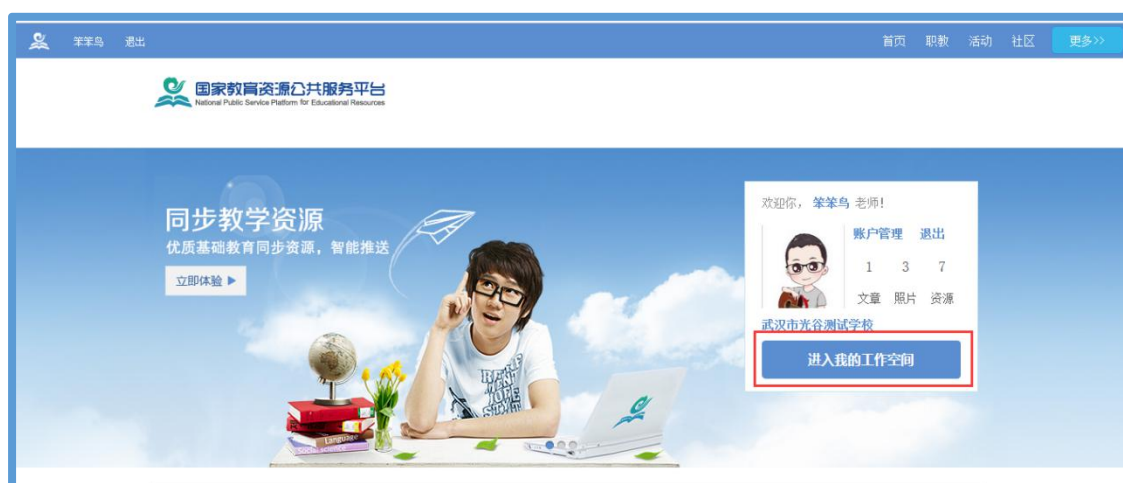 笨笨鸟 退出 首页 职教 活动 社区 更多>>
国家教育资源公共服务平台
National Public Service Platform for Educational Resources
同步教学资源
优质基础教育同步资源，智能推送
立即体验 ▶
欢迎你， 笨笨鸟 老师！
账户管理 退出
1 3 7
文章 照片 资源
武汉市光谷测试学校
进入我的工作空间
Language
Social science